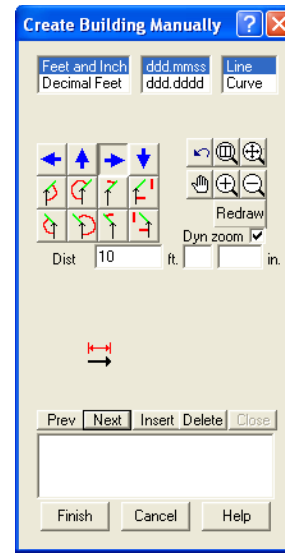 Create Building Manually ?
Feet and Inch ddd.mmss Line
Decimal Feet ddd.dddd Curve
Redraw
Dyn zoom
Dist 10 ft. in.
Prev Next Insert Delete Close
Finish Cancel Help